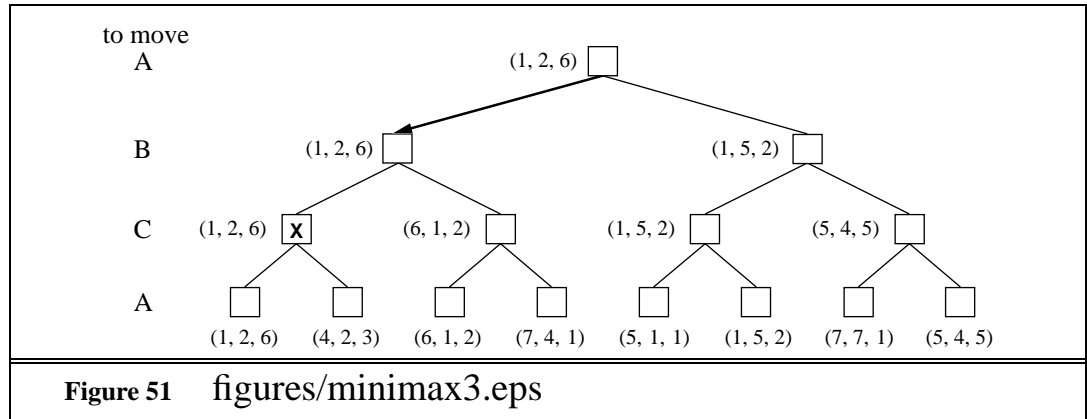 to move
A (1, 2, 6)
B (1, 2, 6) (1, 5, 2)
C (1, 2, 6) X (6, 1, 2) (1, 5, 2) (5, 4, 5)
A
(1, 2, 6) (4, 2, 3) (6, 1, 2) (7, 4, 1) (5, 1, 1) (1, 5, 2) (7, 7, 1) (5, 4, 5)
Figure 51 figures/minimax3.eps